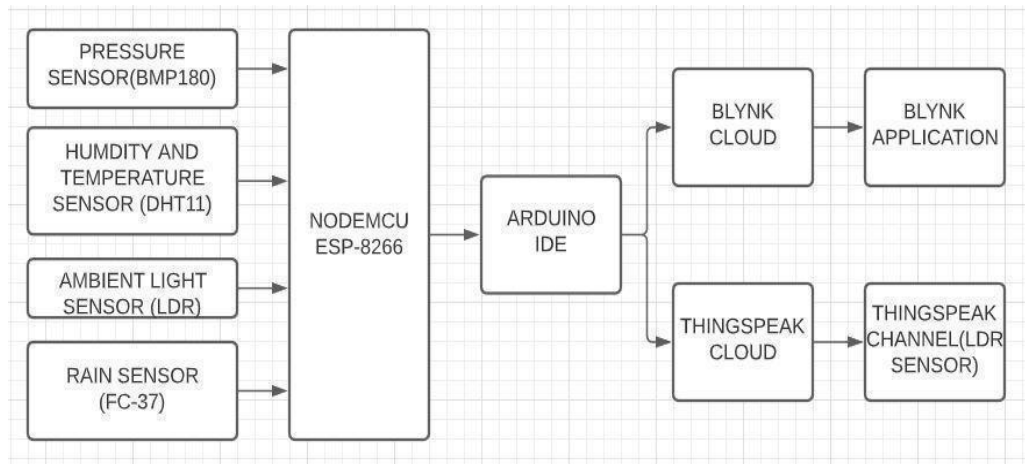 PRESSURE
SENSOR(BMP180)
HUMDITY AND
TEMPERATURE
SENSOR (DHT11)
AMBIENT LIGHT
SENSOR (LDR)
RAIN SENSOR
(FC-37)
NODEMCU
ESP-8266
ARDUINO
IDE
BLYNK
CLOUD
BLYNK
APPLICATION
THINGSPEAK
CLOUD
THINGSPEAK
CHANNEL(LDR
SENSOR)